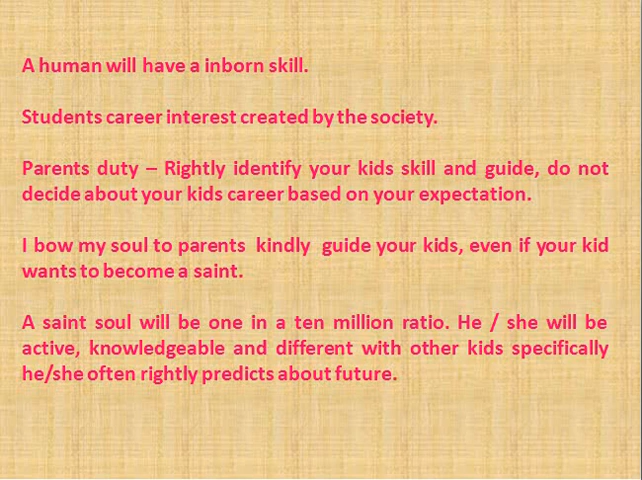 A human will have a inborn skill.
Students career interest created by the society.
Parents duty – Rightly identify your kids skill and guide, do not
decide about your kids career based on your expectation.
I bow my soul to parents kindly guide your kids, even if your kid
wants to become a saint.
A saint soul will be one in a ten million ratio. He / she will be
active, knowledgeable and different with other kids specifically
he/she often rightly predicts about future.